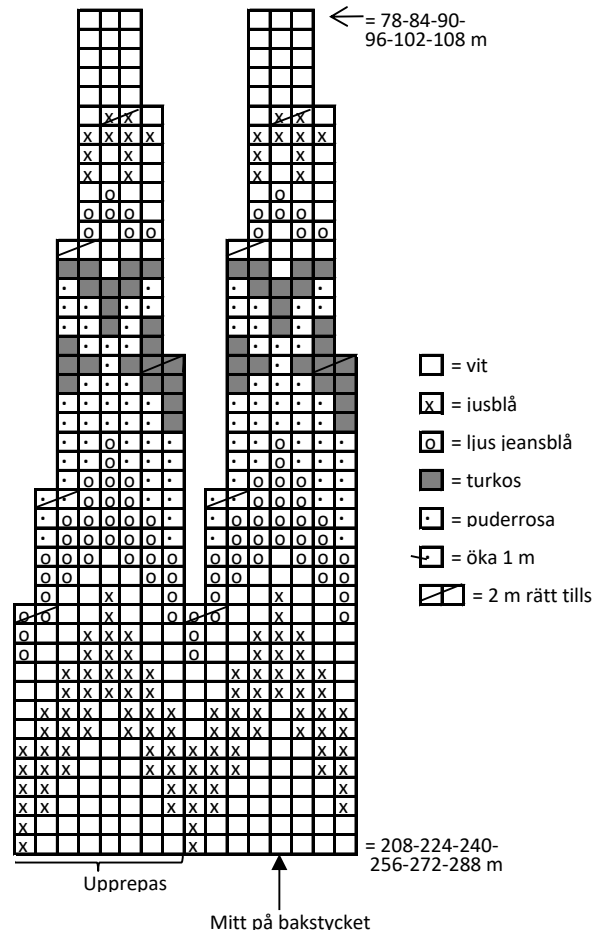 = 78-84-90-
96-102-108 m
= vit
x = iusblå
o = ljus jeansblå
= turkos
= puderrosa
= öka 1 m
= 2 m rätt tills
= 208-224-240-
256-272-288 m
Upprepas
Mitt på bakstycket